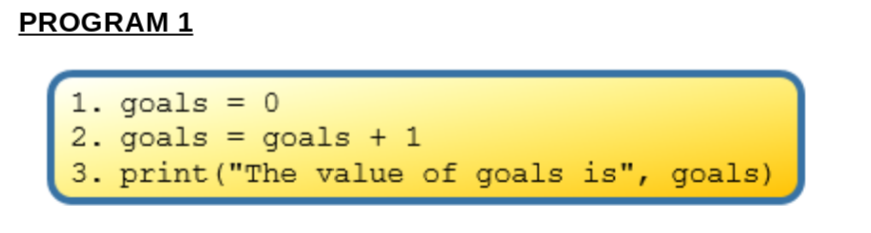 PROGRAM 1
1. goals = 0
2. goals = goals + 1
3. print("The value of goals is", goals)